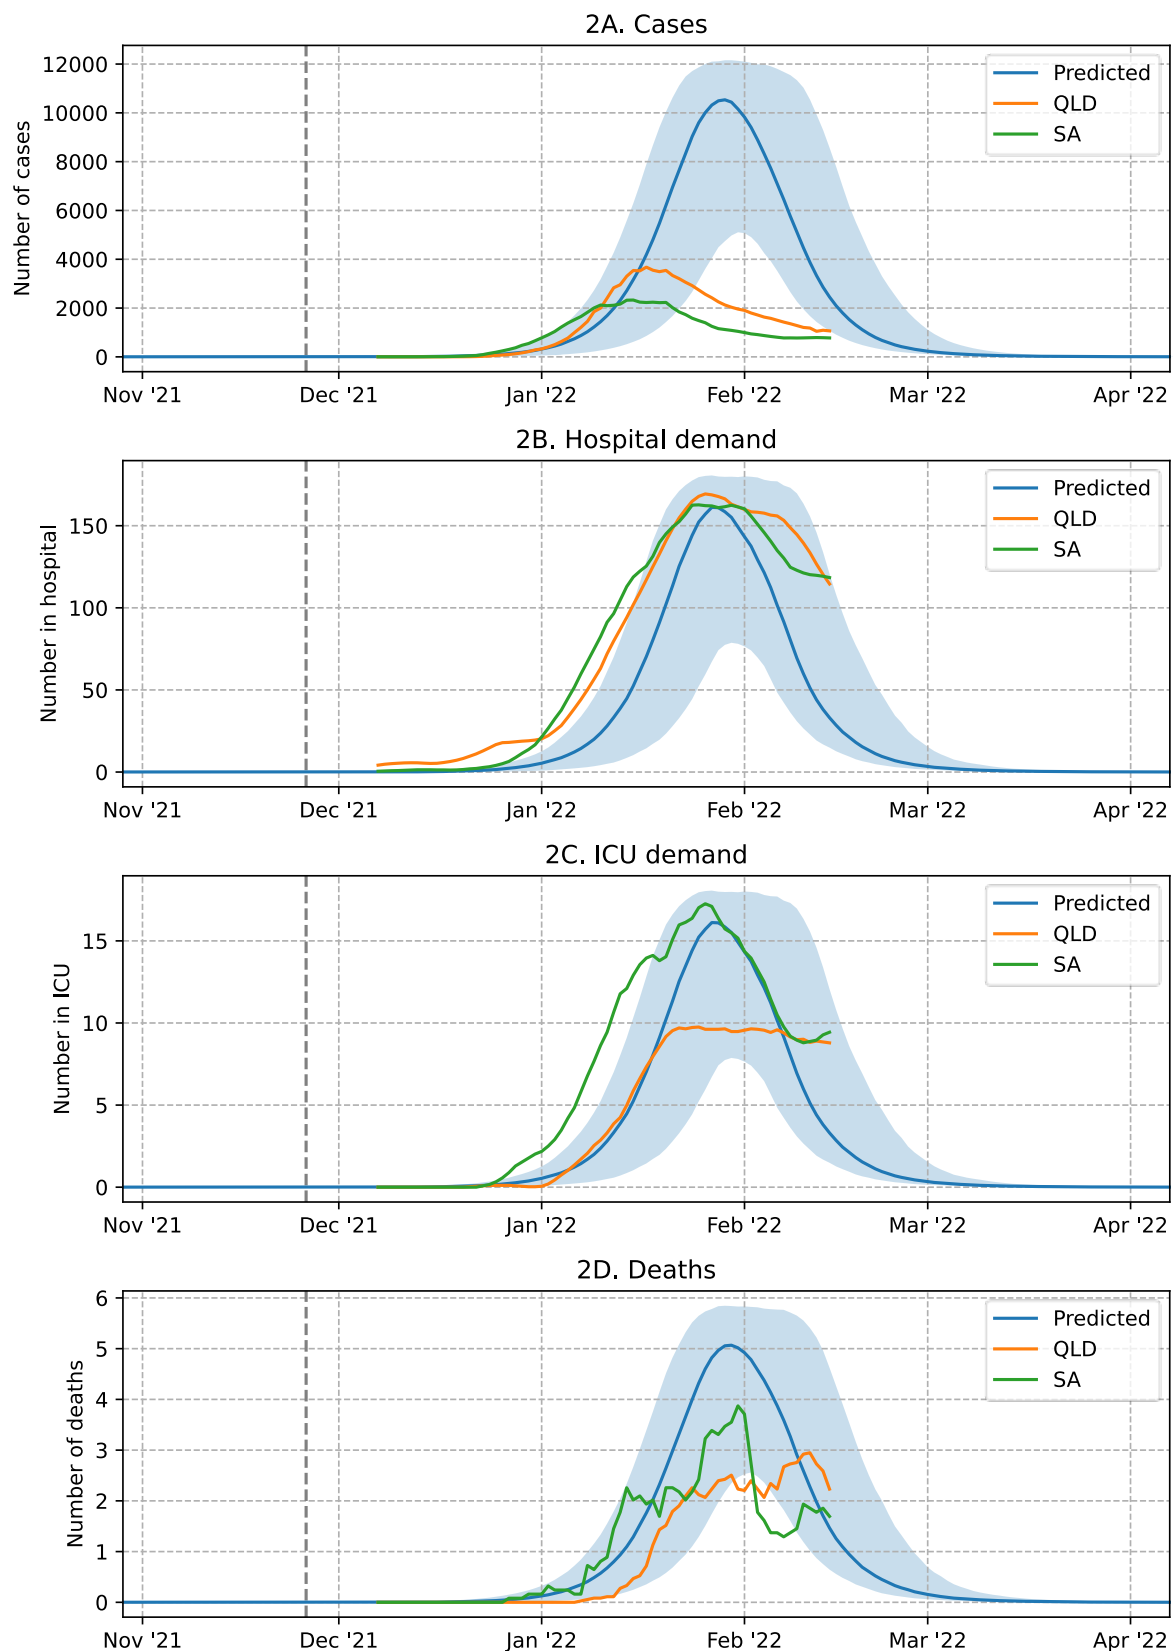 2A. Cases
Number of cases
12000
10000
8000
6000
4000
2000
0
Predicted
QLD
SA
Nov '21
Dec '21
Jan '22
Feb '22
Mar '22
Apr '22
2B. Hospital demand
Number in hospital
150
100
50
0
Predicted
QLD
SA
Nov '21
Dec '21
Jan '22
Feb '22
Mar '22
Apr '22
2C. ICU demand
Number in ICU
15
10
5
0
Predicted
QLD
SA
Nov '21
Dec '21
Jan '22
Feb '22
Mar '22
Apr '22
2D. Deaths
Number of deaths
6
5
4
3
2
1
0
Predicted
QLD
SA
Nov '21
Dec '21
Jan '22
Feb '22
Mar '22
Apr '22